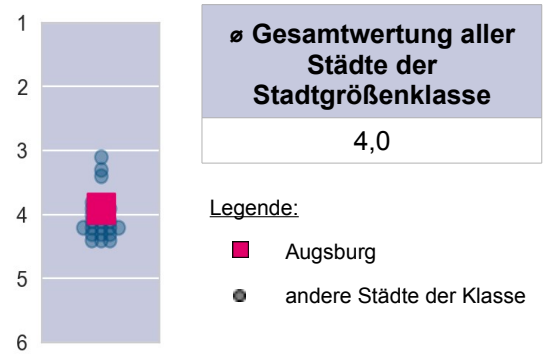 1
2
3
4
5
6
ø Gesamtwertung aller
Städte der
Stadtgrößenklasse
4,0
Legende:
Augsburg
andere Städte der Klasse